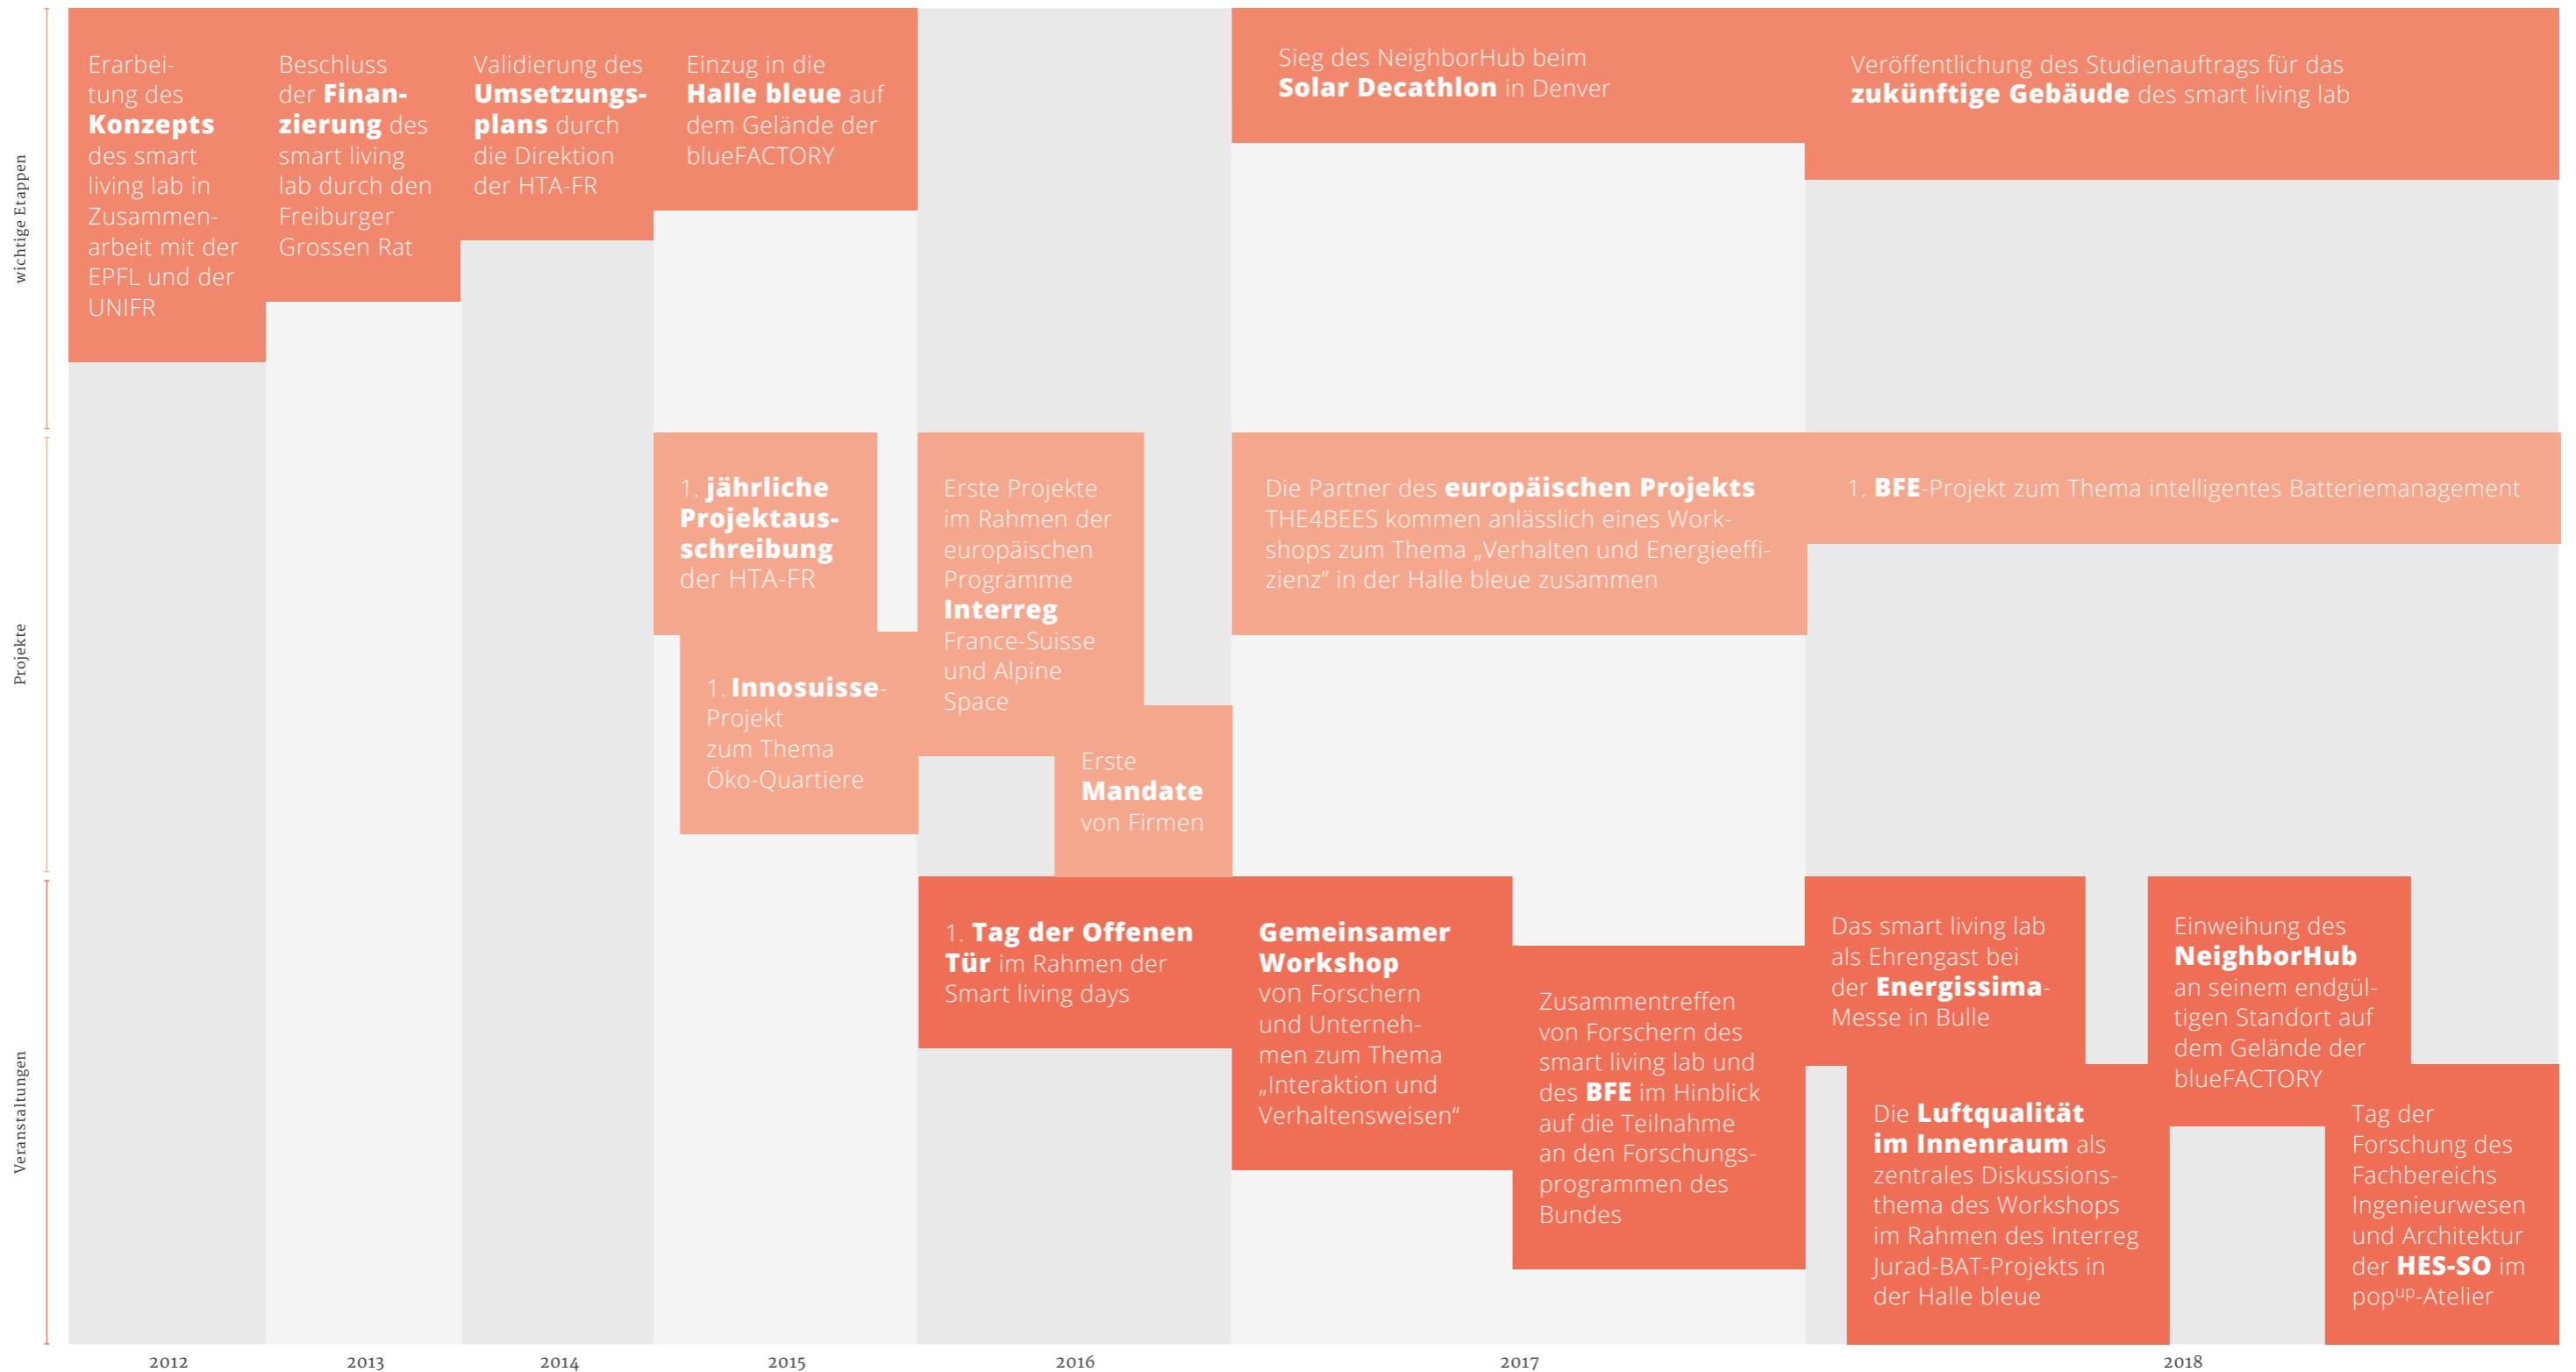 wichtige Etappen
Erarbei-
tung des
Konzepts
des smart
living lab in
Zusammen-
arbeit mit der
EPFL und der
UNIFR
Beschluss
der Finan-
zierung des
smart living
lab durch den
Freiburger
Grossen Rat
Validierung des
Umsetzungs-
plans durch
die Direktion
der HTA-FR
Einzug in die
Halle bleue auf
dem Gelände der
blueFACTORY
Sieg des NeighborHub beim
Solar Decathlon in Denver
Veröffentlichung des Studienauftrags für das
zukünftige Gebäude des smart living lab
Projekte
1. jährliche
Projektaus-
schreibung
der HTA-FR
1. Innosuisse-
Projekt
zum Thema
Öko-Quartiere
Erste Projekte
im Rahmen der
europäischen
Programme
Interreg
France-Suisse
und Alpine
Space
Erste
Mandate
von Firmen
Die Partner des europäischen Projekts
THE4BEES kommen anlässlich eines Work-
shops zum Thema „Verhalten und Energieeffi-
zienz” in der Halle bleue zusammen
1. BFE-Projekt zum Thema intelligentes Batteriemanagement
Veranstaltungen
1. Tag der Offenen
Tür im Rahmen der
Smart living days
Gemeinsamer
Workshop
von Forschern
und Unterneh-
men zum Thema
„Interaktion und
Verhaltensweisen“
Zusammentreffen
von Forschern des
smart living lab und
des BFE im Hinblick
auf die Teilnahme
an den Forschungs-
programmen des
Bundes
Das smart living lab
als Ehrengast bei
der Energissima-
Messe in Bulle
Die Luftqualität
im Innenraum als
zentrales Diskussions-
thema des Workshops
im Rahmen des Interreg
Jurad-BAT-Projekts in
der Halle bleue
Einweihung des
NeighborHub
an seinem endgül-
tigen Standort auf
dem Gelände der
blueFACTORY
Tag der
Forschung des
Fachbereichs
Ingenieurwesen
und Architektur
der HES-SO im
popup-Atelier
2012
2013
2014
2015
2016
2017
2018